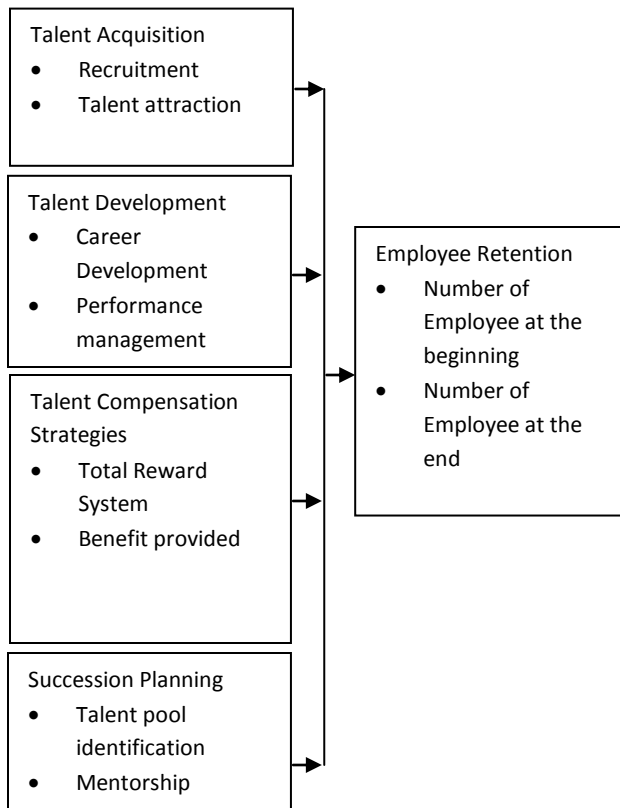 Talent Acquisition
• Recruitment
• Talent attraction
Talent Development
• Career
Development
• Performance
management
Talent Compensation
Strategies
• Total Reward
System
• Benefit provided
Succession Planning
• Talent pool
identification
• Mentorship
Employee Retention
• Number of
Employee at the
beginning
• Number of
Employee at the
end